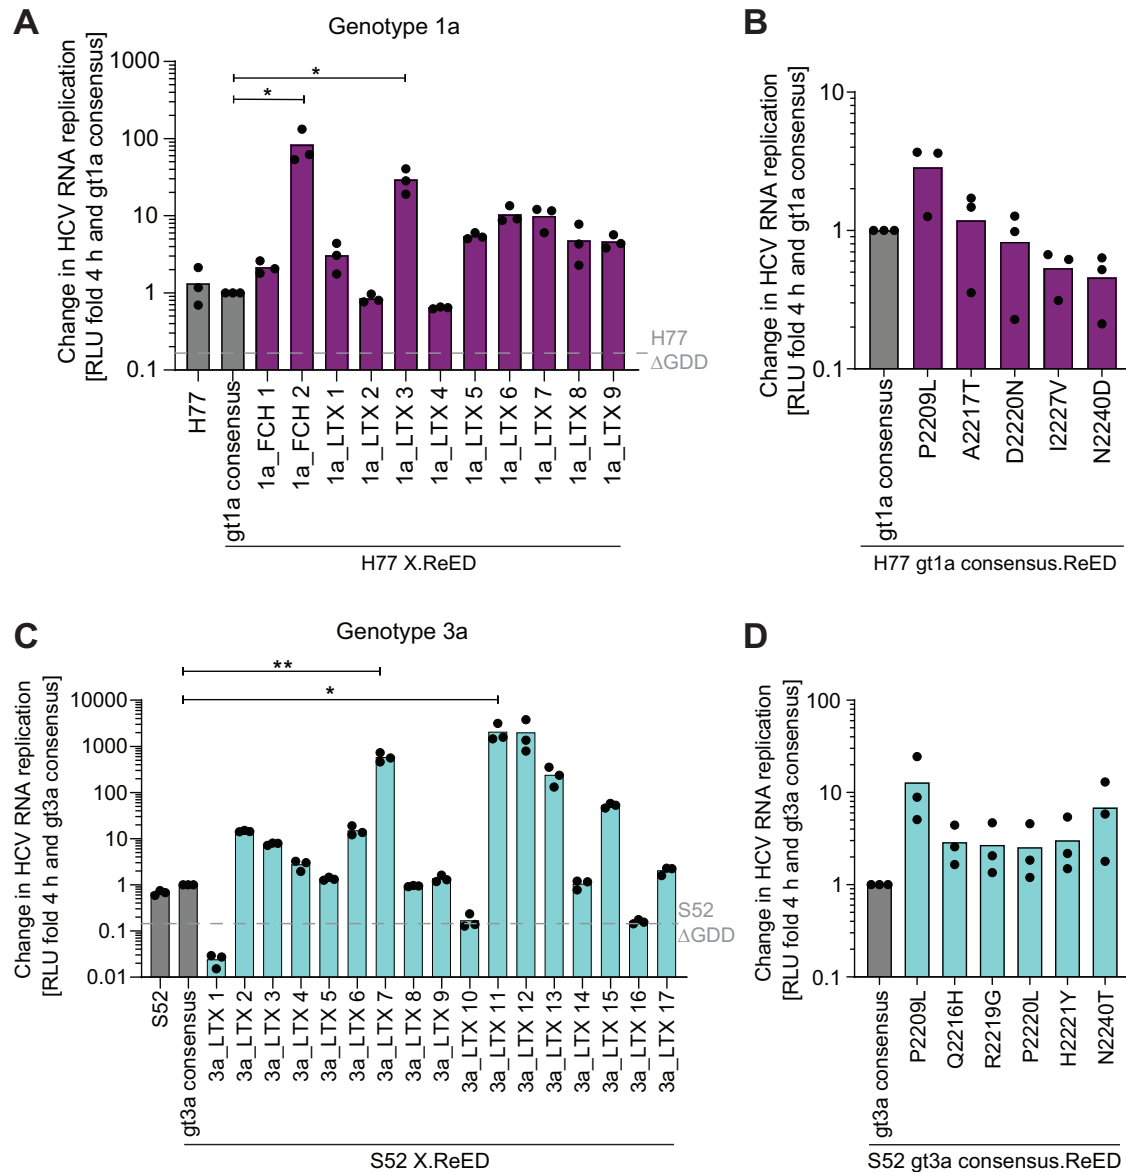 A
Genotype 1a
Change in HCV RNA replication
[RLU fold 4 h and gt1a consensus]
1000
100
10
1
0.1
*
*
H77
ΔGDD
H77
gt1a consensus
1a_FCH 1
1a_FCH 2
1a_LTX 1
1a_LTX 2
1a_LTX 3
1a_LTX 4
1a_LTX 5
1a_LTX 6
1a_LTX 7
1a_LTX 8
1a_LTX 9
H77 X.ReED
B
Change in HCV RNA replication
[RLU fold 4 h and gt1a consensus]
10
1
0.1
gt1a consensus
P2209L
A2217T
D2220N
I2227V
N2240D
H77 gt1a consensus.ReED
C
Genotype 3a
Change in HCV RNA replication
[RLU fold 4 h and gt3a consensus]
10000
1000
100
10
1
0.1
0.01
**
*
S52
ΔGDD
S52
gt3a consensus
3a_LTX 1
3a_LTX 2
3a_LTX 3
3a_LTX 4
3a_LTX 5
3a_LTX 6
3a_LTX 7
3a_LTX 8
3a_LTX 9
3a_LTX 10
3a_LTX 11
3a_LTX 12
3a_LTX 13
3a_LTX 14
3a_LTX 15
3a_LTX 16
3a_LTX 17
S52 X.ReED
D
Change in HCV RNA replication
[RLU fold 4 h and gt3a consensus]
100
10
1
0.1
gt3a consensus
P2209L
Q2216H
R2219G
P2220L
H2221Y
N2240T
S52 gt3a consensus.ReED